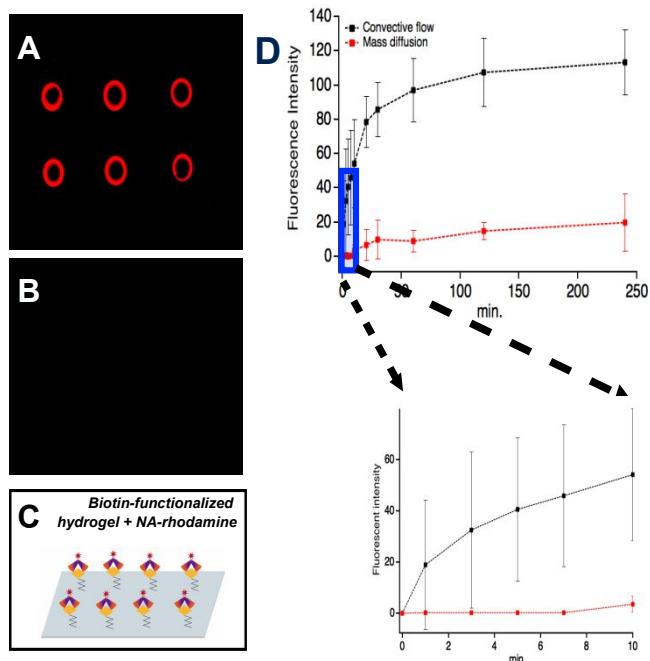 A
B
C
Biotin-functionalized
hydrogel + NA-rhodamine
D
Convective flow
Mass diffusion
Fluorescence Intensity
140
120
100
80
60
40
20
0
0 50 100 150 200 250
min.
Fluorescent intensity
60
40
20
0
0 2 4 6 8 10
min